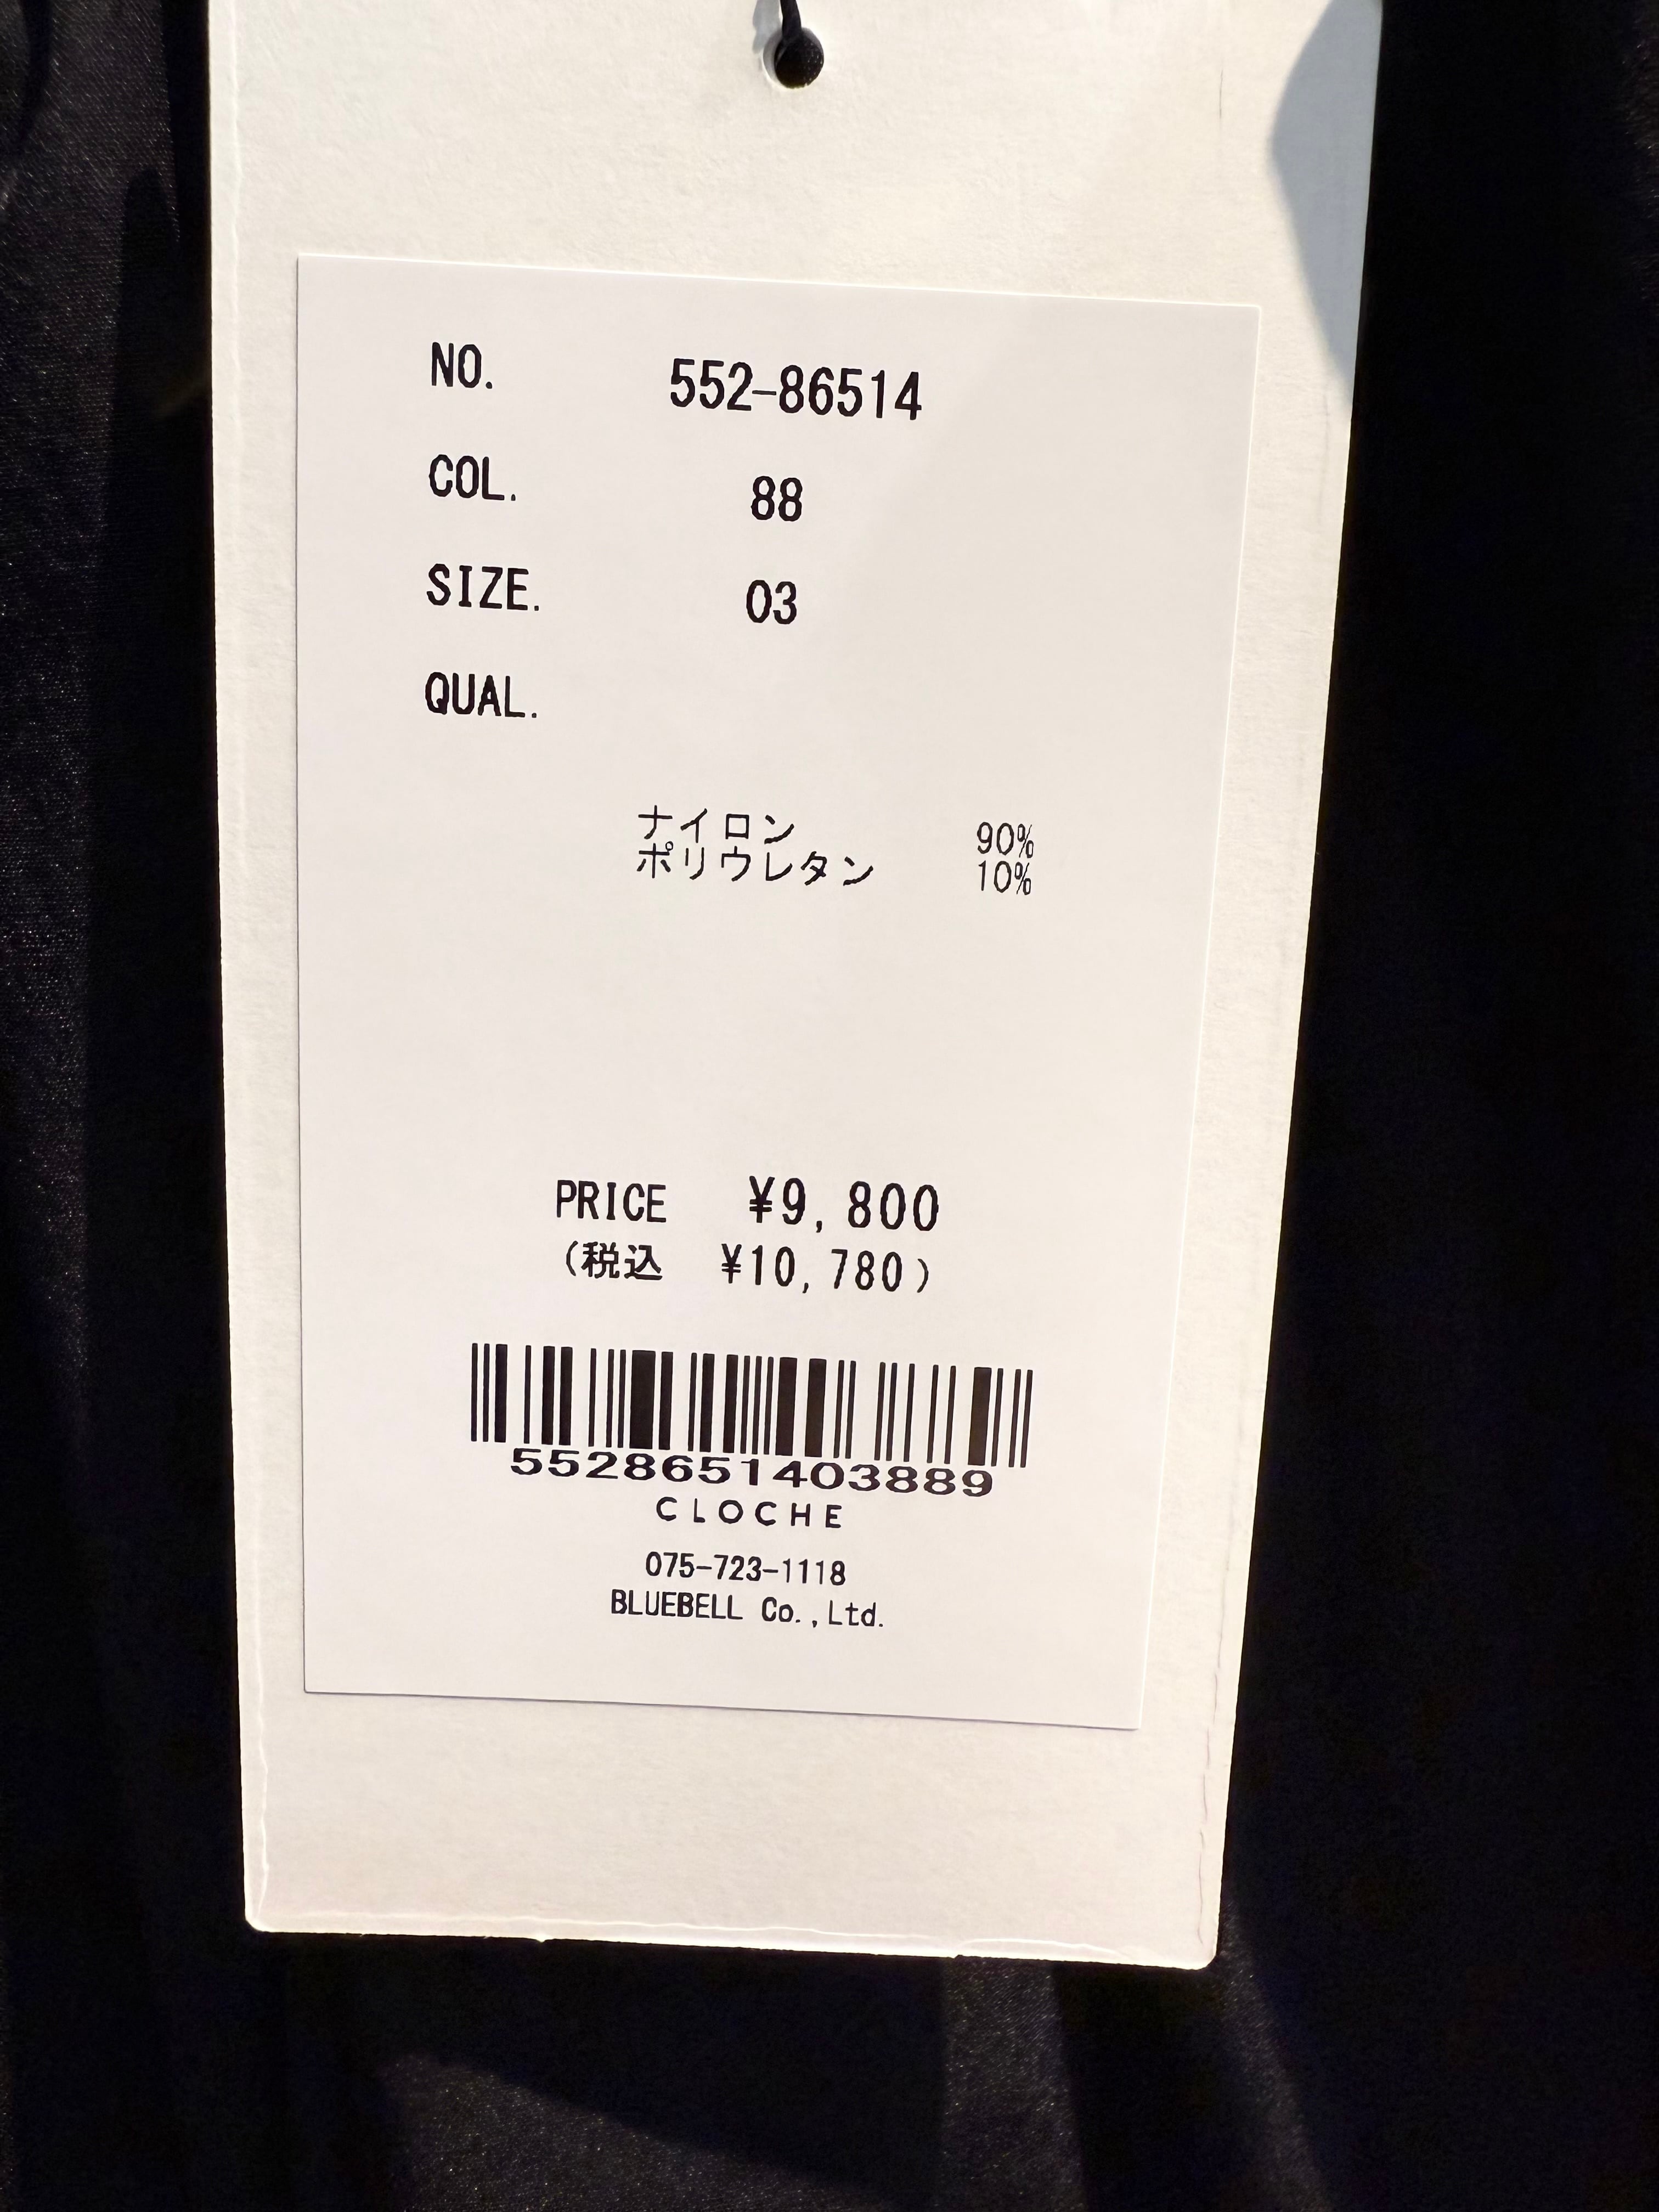 NO. 552-86514
COL. 88
SIZE. 03
QUAL.
ナイロン 90%
ポリウレタン 10%
PRICE ¥9,800
(税込 ¥10,780)
5528651403889
CLOCHE
075-723-1118
BLUEBELL Co.,Ltd.